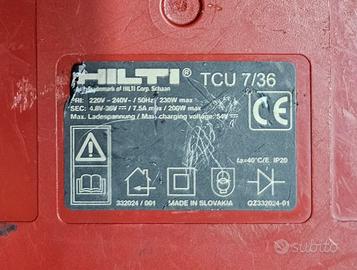 HILTI® TCU 7/36
A Trademark of HILTI Corp. Schaan
PRI: 220V - 240V~ / 50Hz / 230W max
SEC: 4.8V-36V / 7.5A max / 200W max
Max. Ladespannung / Max. charging voltage: 54V
CE
ta=40°C/E IP20
332024 / 001 MADE IN SLOVAKIA QZ332024-01
subito